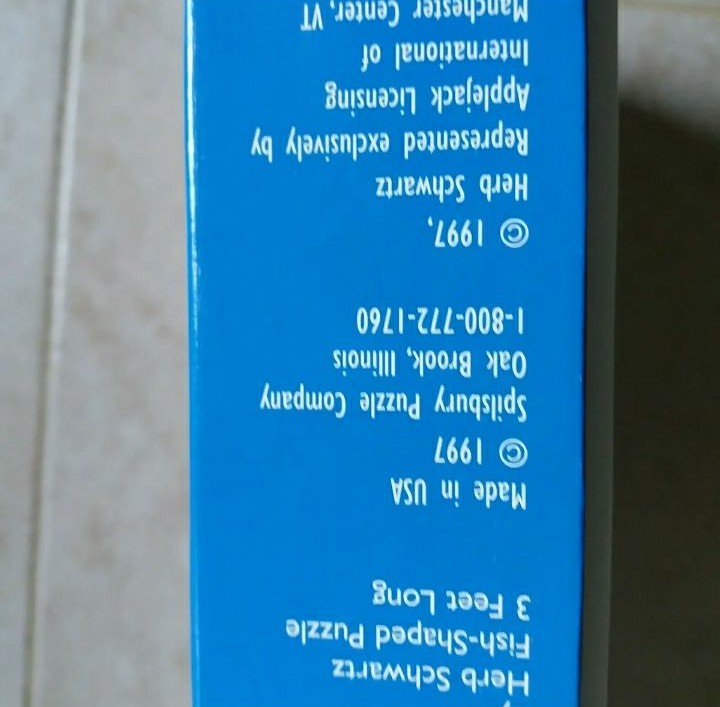 Herb Schwartz
Fish-Shaped Puzzle
3 Feet Long
Made in USA
© 1997
Spilsbury Puzzle Company
Oak Brook, Illinois
1-800-772-1760
© 1997,
Herb Schwartz
Represented exclusively by
Applejack Licensing
International of
Manchester Center, VT